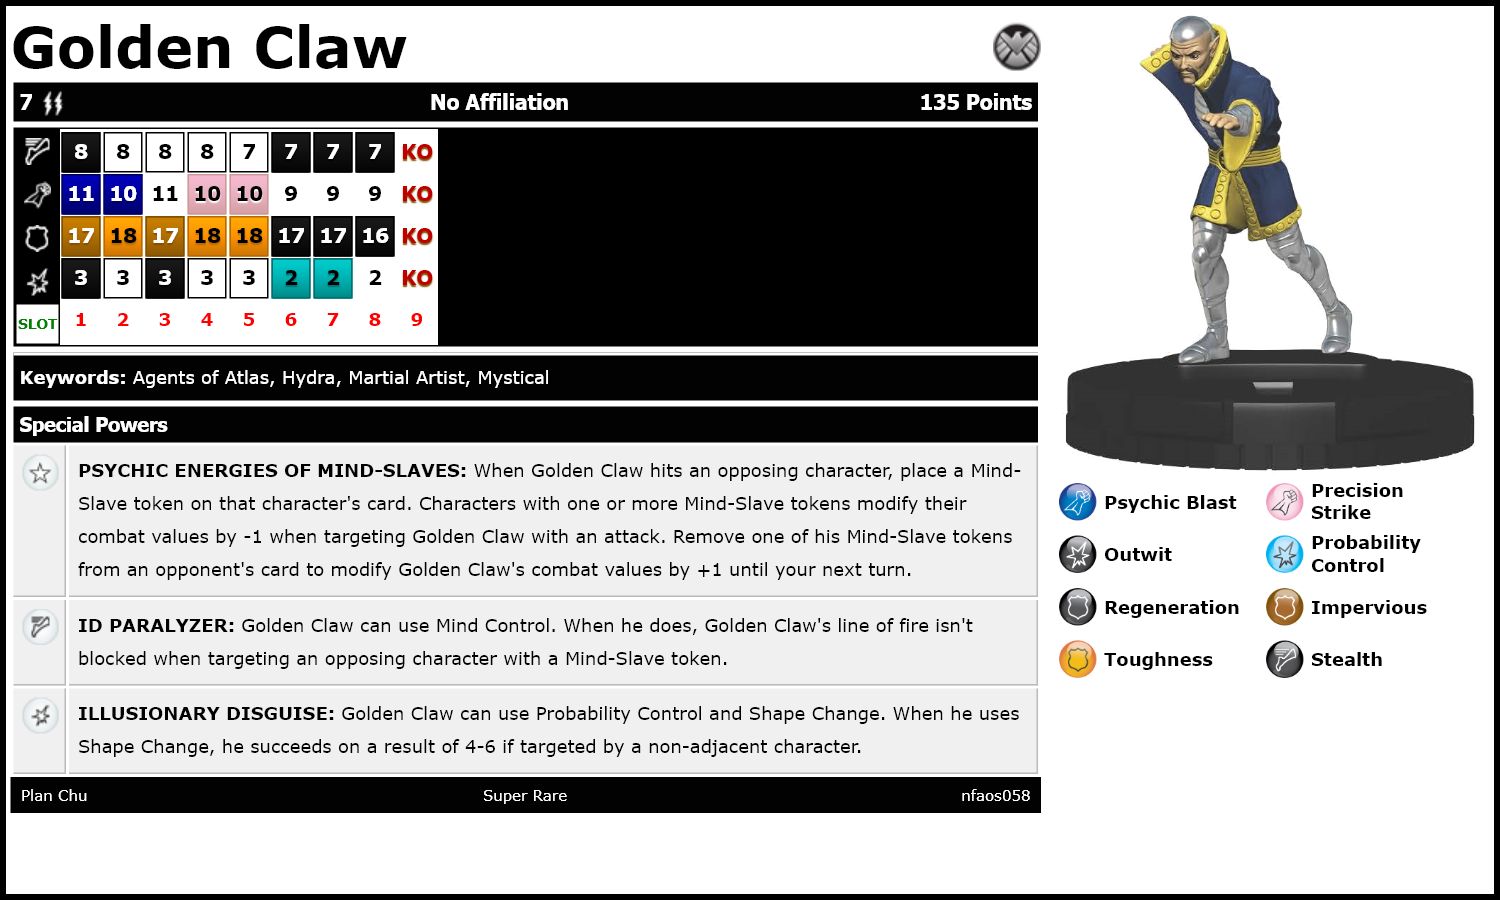 Golden Claw
7 No Affiliation 135 Points
8 8 8 8 7 7 7 7 KO
11 10 11 10 10 9 9 9 KO
17 18 17 18 18 17 17 16 KO
3 3 3 3 3 2 2 2 KO
SLOT 1 2 3 4 5 6 7 8 9
Keywords: Agents of Atlas, Hydra, Martial Artist, Mystical
Special Powers
PSYCHIC ENERGIES OF MIND-SLAVES: When Golden Claw hits an opposing character, place a Mind-
Slave token on that character's card. Characters with one or more Mind-Slave tokens modify their
combat values by -1 when targeting Golden Claw with an attack. Remove one of his Mind-Slave tokens
from an opponent's card to modify Golden Claw's combat values by +1 until your next turn.
ID PARALYZER: Golden Claw can use Mind Control. When he does, Golden Claw's line of fire isn't
blocked when targeting an opposing character with a Mind-Slave token.
ILLUSIONARY DISGUISE: Golden Claw can use Probability Control and Shape Change. When he uses
Shape Change, he succeeds on a result of 4-6 if targeted by a non-adjacent character.
Plan Chu Super Rare nfaos058
Psychic Blast
Precision
Strike
Outwit
Probability
Control
Regeneration
Impervious
Toughness
Stealth